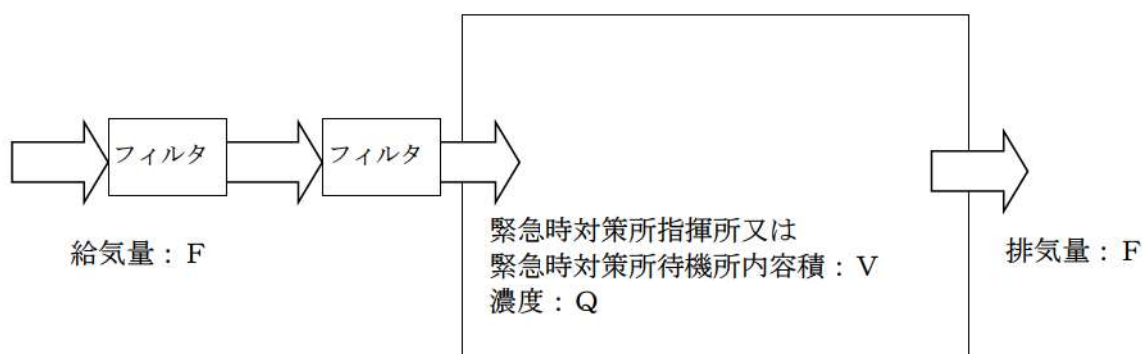 フィルタ
フィルタ
給気量：F
緊急時対策所指揮所又は
緊急時対策所待機所内容積：V
濃度：Q
排気量：F